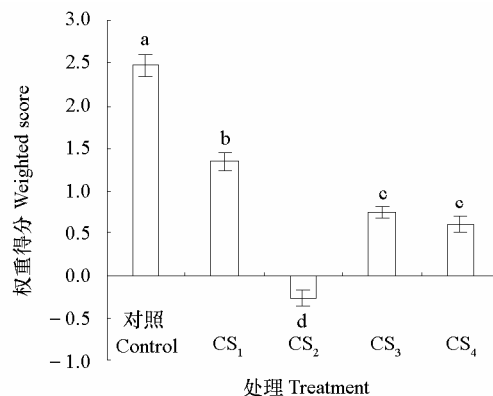 权重得分 Weighted score
3.0
2.5
2.0
1.5
1.0
0.5
0.0
−0.5
−1.0
a
b
d
c
c
对照
Control
CS₁
CS₂
CS₃
CS₄
处理 Treatment